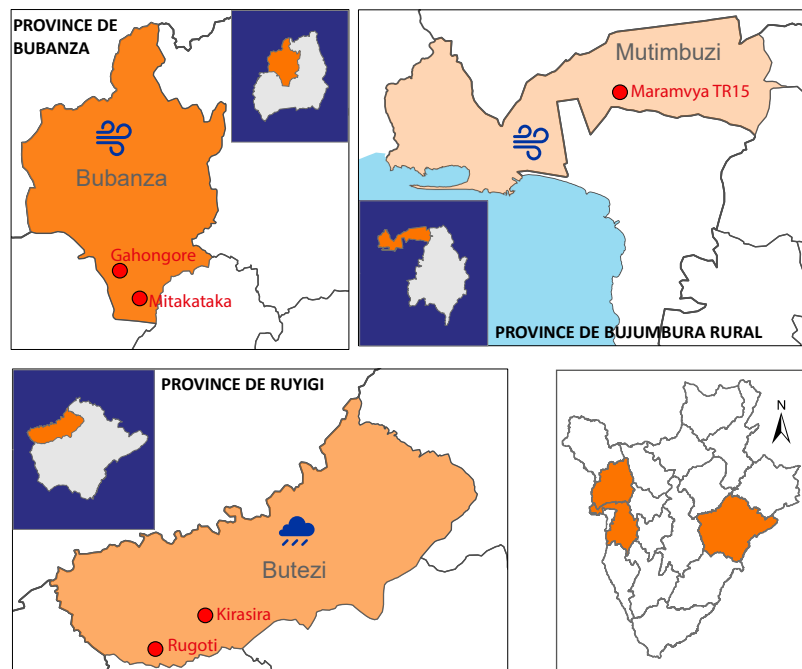 PROVINCE DE
BUBANZA
Bubanza
Gahongore
Mitakataka
Mutimbuzi
Maramvya TR15
PROVINCE DE BUJUMBURA RURAL
PROVINCE DE RUYIGI
Butezi
Kirasira
Rugoti
N